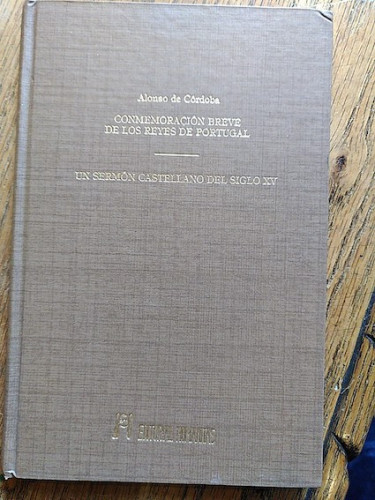 Alonso de Córdoba
CONMEMORACIÓN BREVE
DE LOS REYES DE PORTUGAL
UN SERMÓN CASTELLANO DEL SIGLO XV